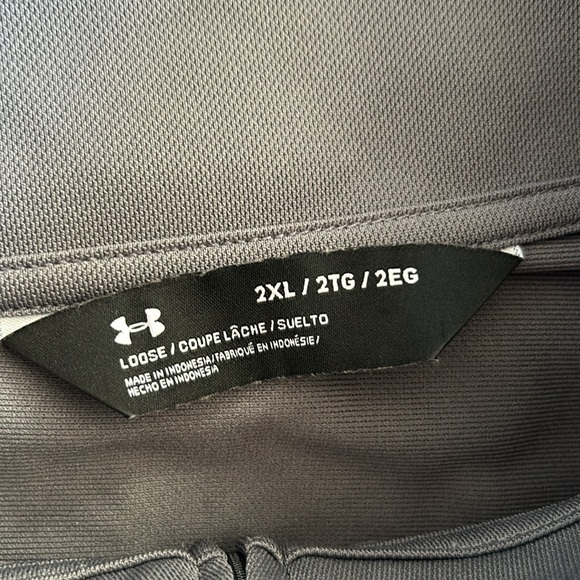 2XL / 2TG / 2EG
LOOSE / COUPE LÂCHE / SUELTO
MADE IN INDONESIA/FABRIQUÉ EN INDONÉSIE/
HECHO EN INDONESIA